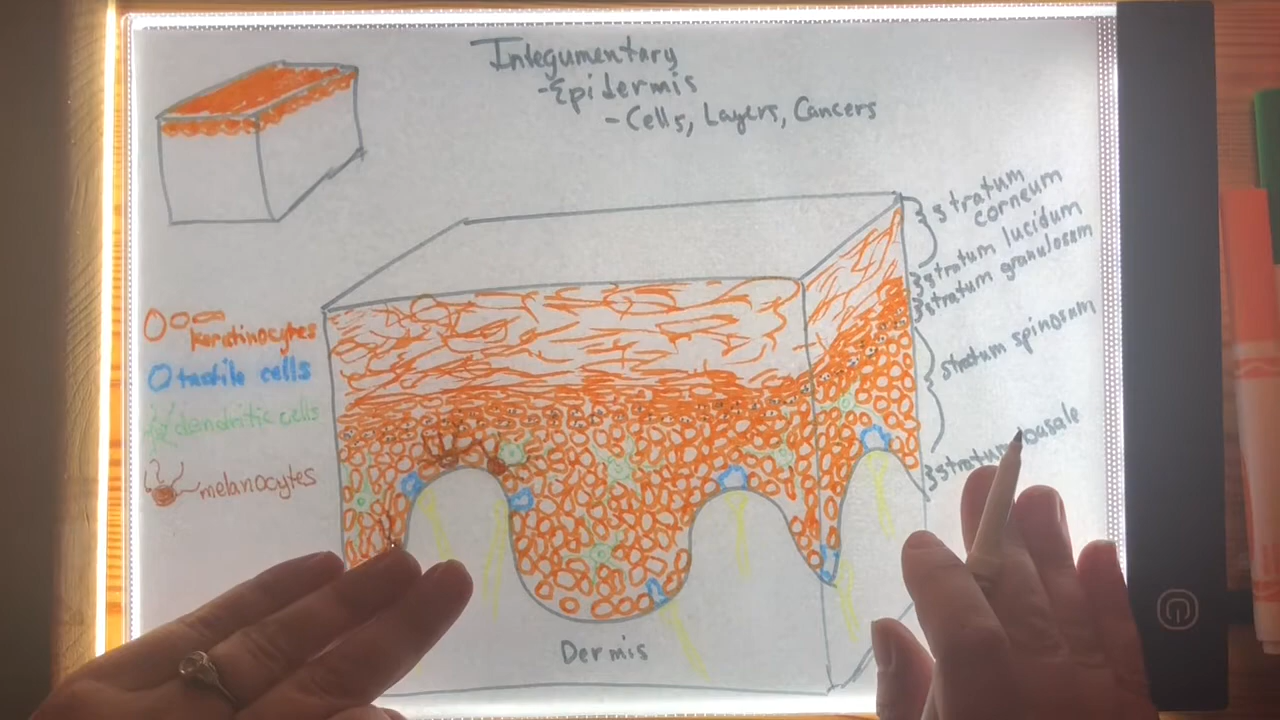 Integumentary
-Epidermis
-Cells, Layers, Cancers
stratum
corneum
stratum lucidum
stratum granulosum
stratum spinosum
stratum basale
keratinocytes
tactile cells
dendritic cells
melanocytes
Dermis